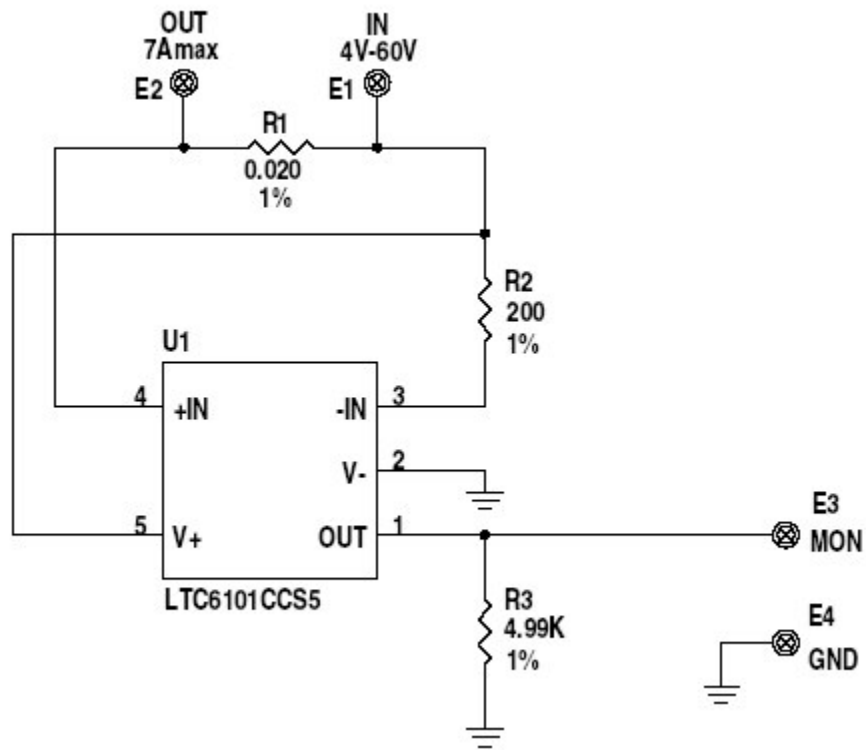 OUT
7Amax
E2
IN
4V-60V
E1
R1
0.020
1%
R2
200
1%
U1
4
+IN
-IN
3
V-
2
5
V+
OUT
1
LTC6101CCS5
E3
MON
R3
4.99K
1%
E4
GND